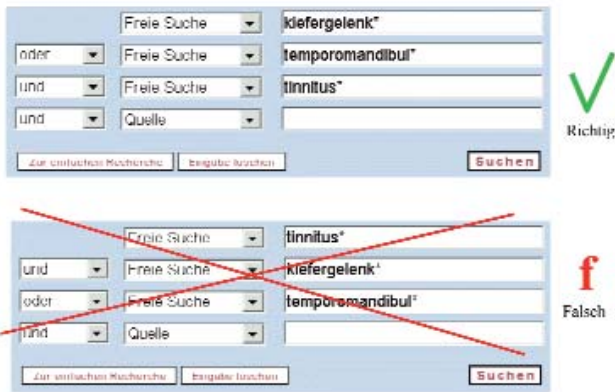 Freie Suche kiefergelenk*
oder Freie Suche temporomandibul*
und Freie Suche tinnitus*
und Quelle
Richtig
Zur einfachen Recherche Eingabe löschen Suchen
Freie Suche tinnitus*
und Freie Suche kiefergelenk*
f
oder Freie Suche temporomandibul*
Falsch
und Quelle
Zur einfachen Recherche Eingabe löschen Suchen